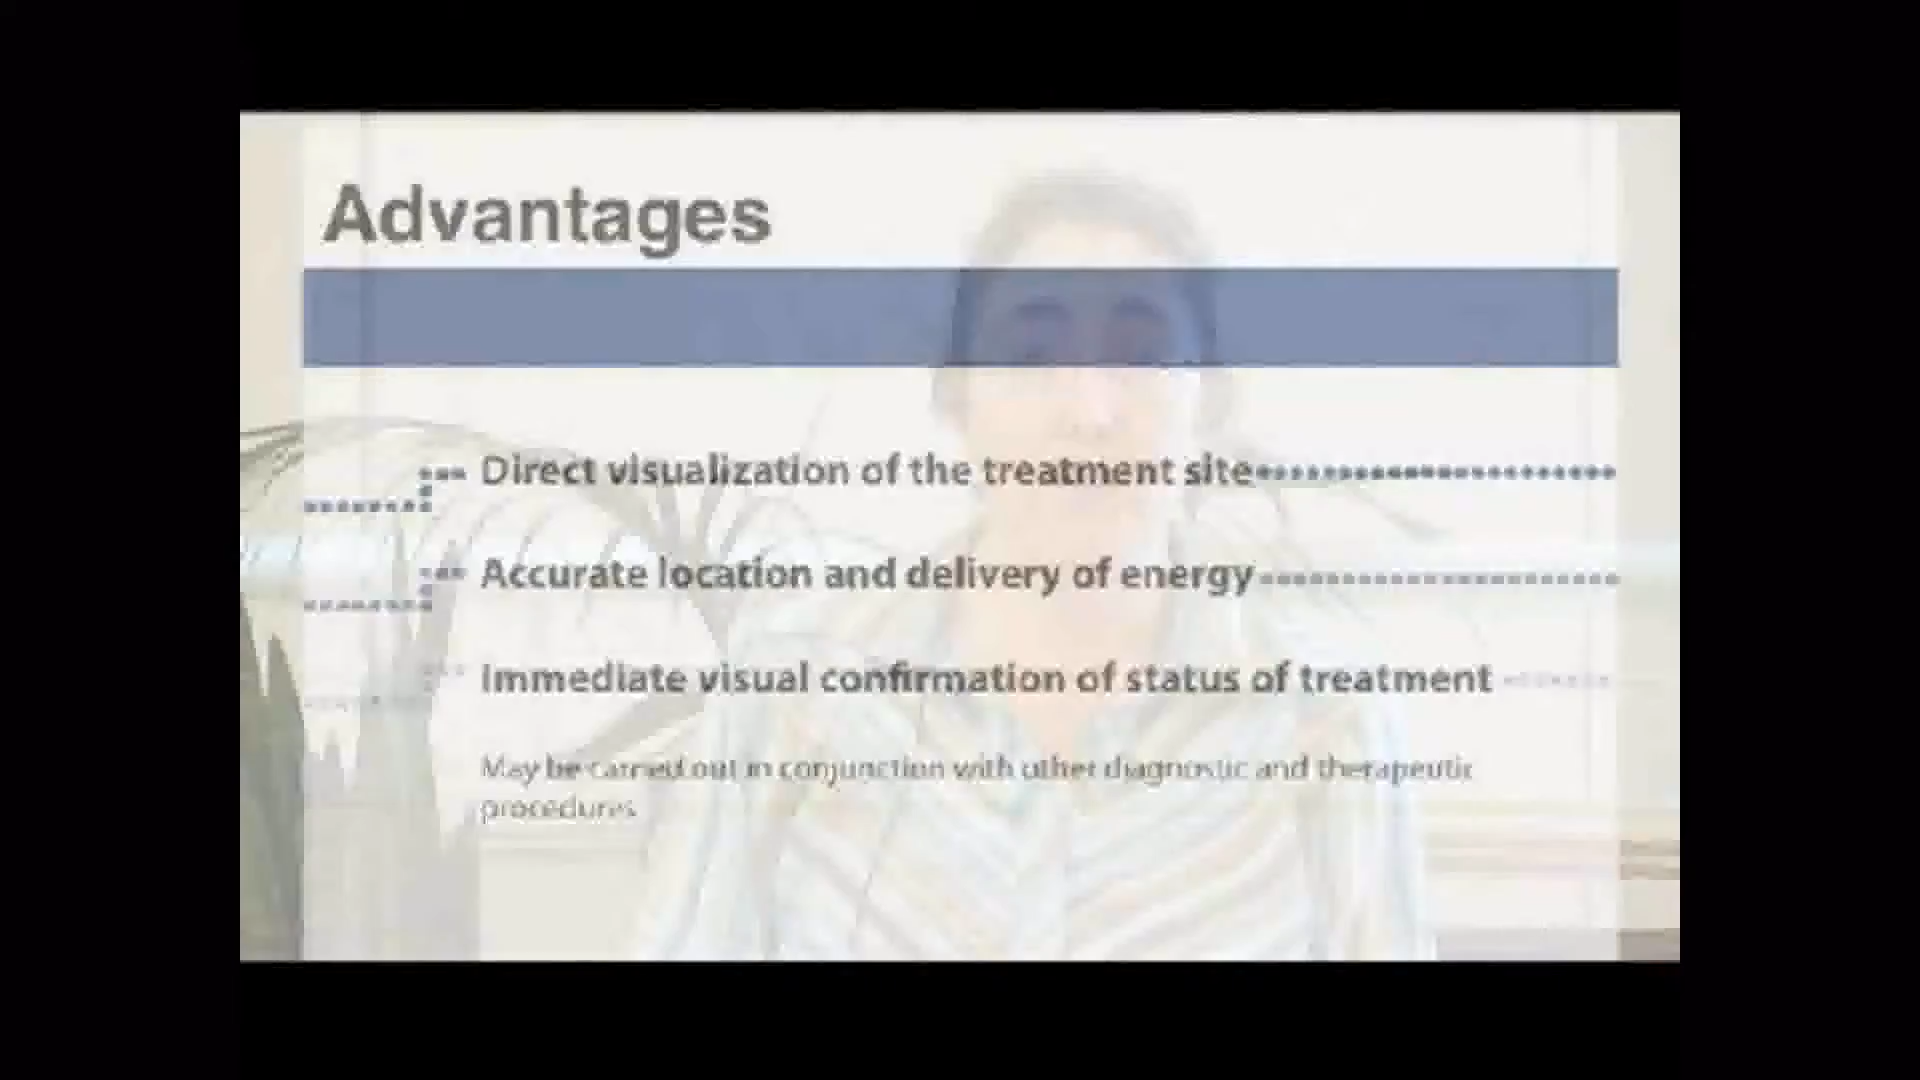 Advantages
Direct visualization of the treatment site
Accurate location and delivery of energy
Immediate visual confirmation of status of treatment
May be carried out in conjunction with other diagnostic and therapeutic
procedures